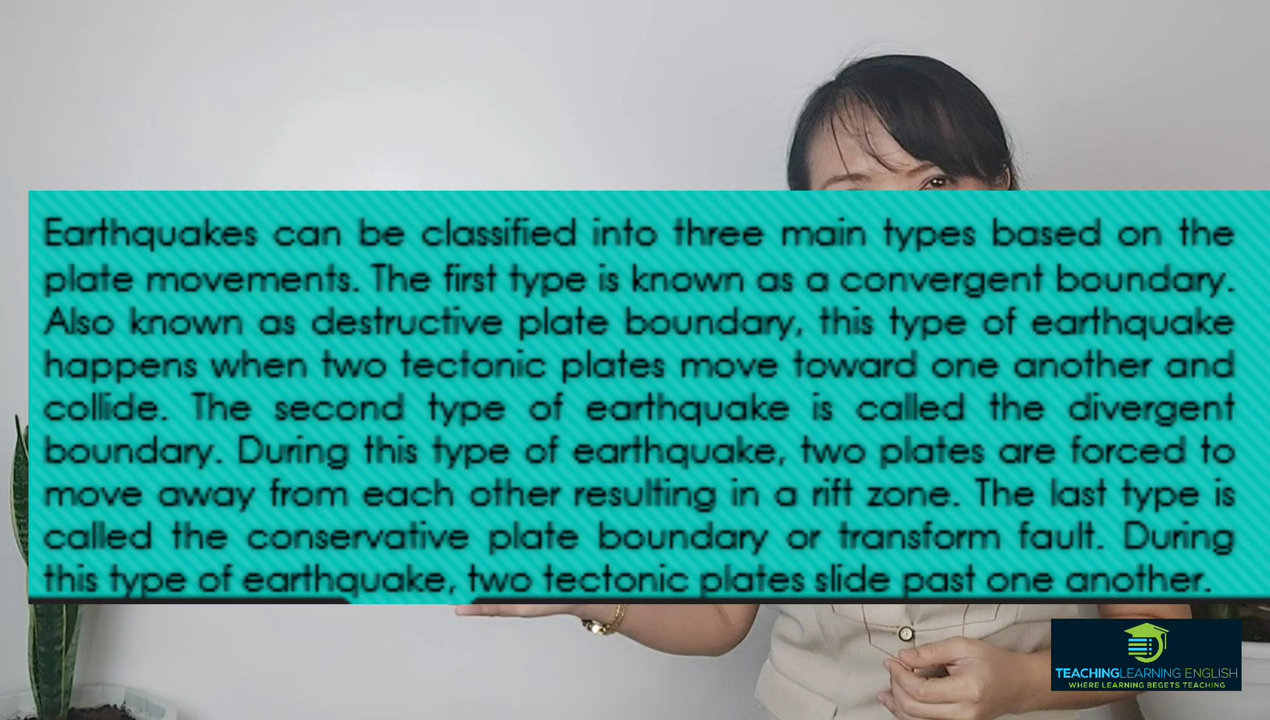 Earthquakes can be classified into three main types based on the
plate movements. The first type is known as a convergent boundary.
Also known as destructive plate boundary, this type of earthquake
happens when two tectonic plates move toward one another and
collide. The second type of earthquake is called the divergent
boundary. During this type of earthquake, two plates are forced to
move away from each other resulting in a rift zone. The last type is
called the conservative plate boundary or transform fault. During
this type of earthquake, two tectonic plates slide past one another.
TEACHINGLEARNING ENGLISH
WHERE LEARNING BEGETS TEACHING